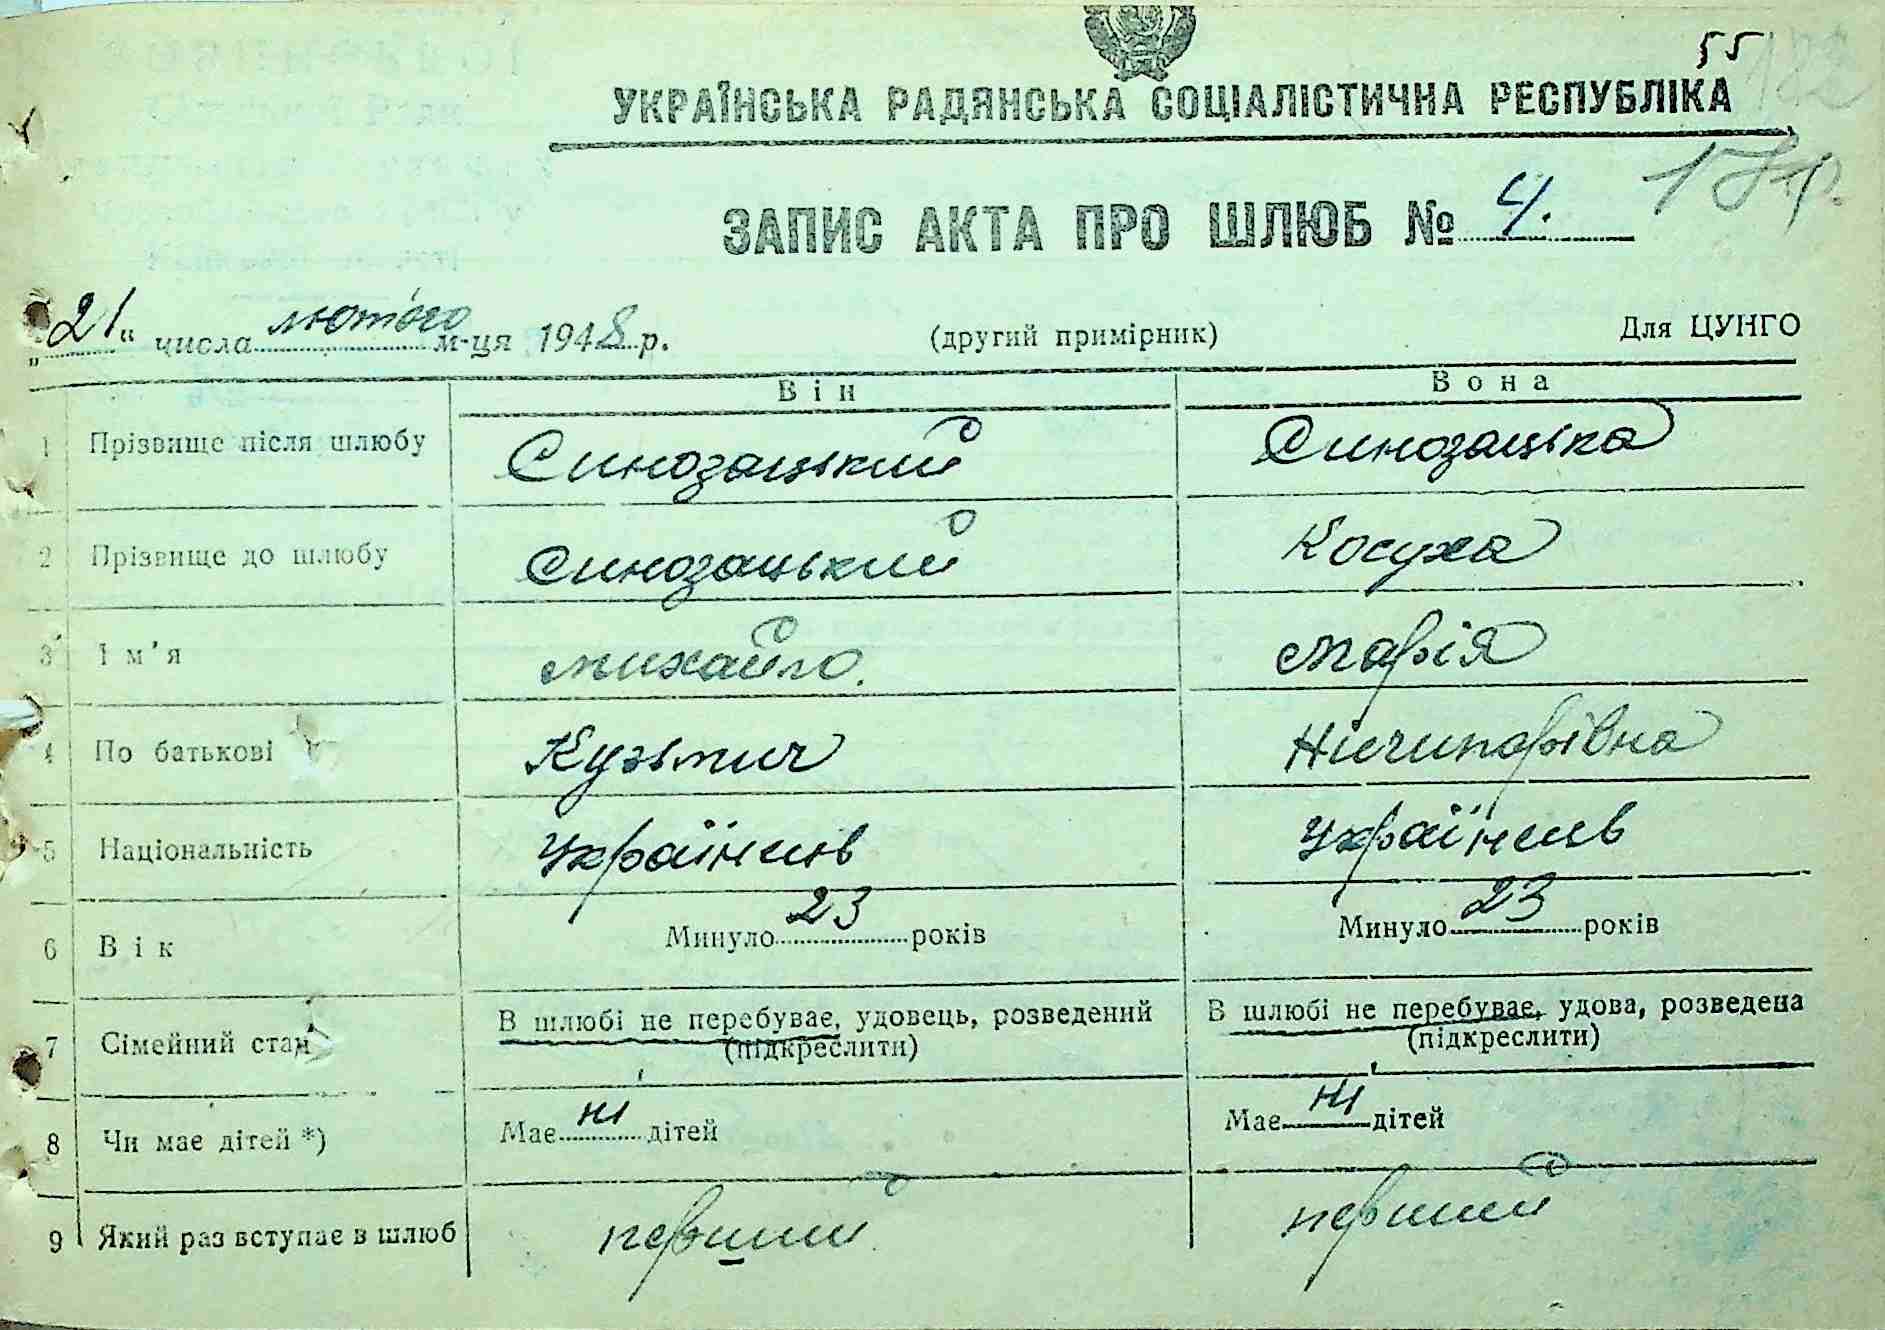 55 182
УКРАЇНСЬКА РАДЯНСЬКА СОЦІАЛІСТИЧНА РЕСПУБЛІКА
ЗАПИС АКТА ПРО ШЛЮБ № 4.
„21“ числа лютого м-ця 1948 р. (другий примірник) Для ЦУНГО
Він Вона
1 Прізвище після шлюбу Синозацький Синозацька
2 Прізвище до шлюбу Синозацький Косуха
3 Ім'я Михайло. Марія
4 По батькові Кузьмич Ничипорівна
5 Національність Українець Українець
6 Вік Минуло 23 років Минуло 23 років
7 Сімейний стан В шлюбі не перебуває, удовець, розведений В шлюбі не перебуває, удова, розведена
(підкреслити) (підкреслити)
8 Чи має дітей *) Має ні дітей Має ні дітей
9 Який раз вступає в шлюб перший перший